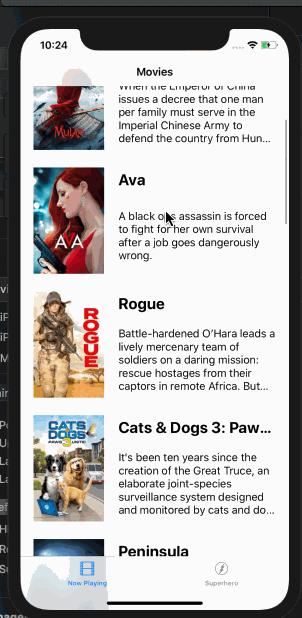 10:24
Movies
When the Emperor of China
issues a decree that one man
per family must serve in the
Imperial Chinese Army to
defend the country from Hun...
MULAN
Ava
A black ops assassin is forced
to fight for her own survival
after a job goes dangerously
wrong.
AVA
Rogue
Battle-hardened O'Hara leads a
lively mercenary team of
soldiers on a daring mission:
rescue hostages from their
captors in remote Africa. But...
ROGUE
Cats & Dogs 3: Paw...
It's been ten years since the
creation of the Great Truce, an
elaborate joint-species
surveillance system designed
and monitored by cats and do...
CATS
DOGS
3
PAWS UNITE!
Peninsula
Now Playing
Superhero